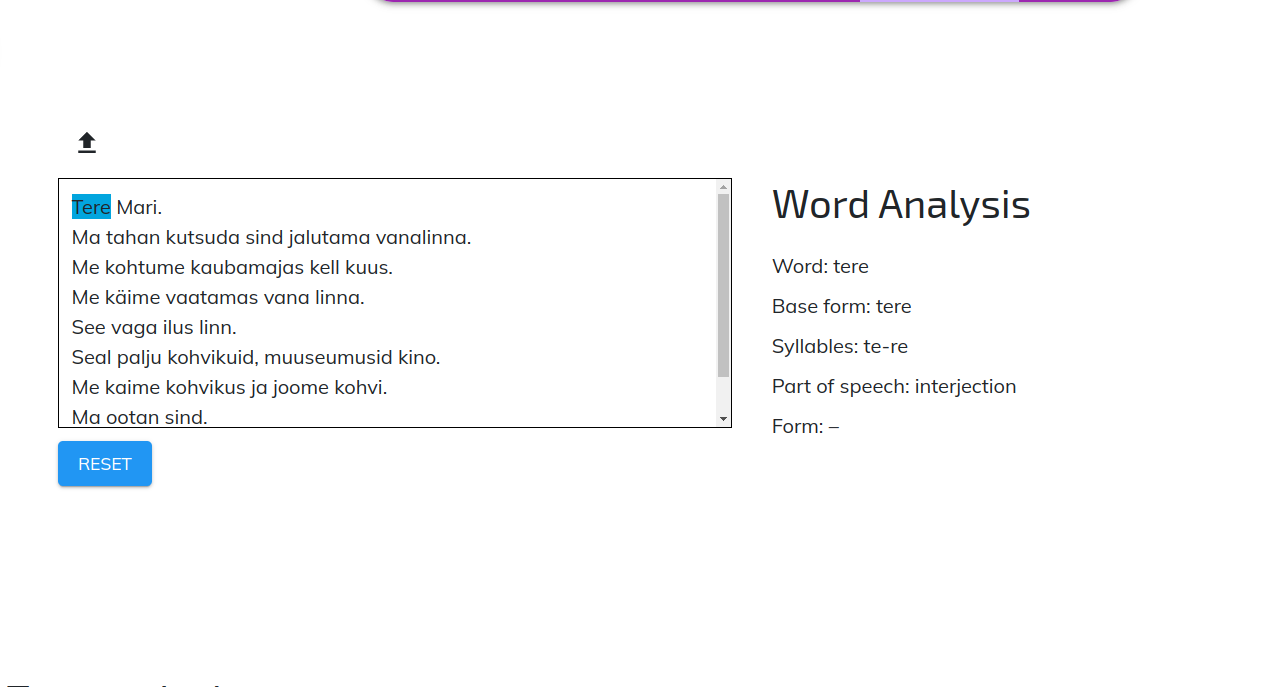 Tere Mari.
Ma tahan kutsuda sind jalutama vanalinna.
Me kohtume kaubamajas kell kuus.
Me käime vaatamas vana linna.
See vaga ilus linn.
Seal palju kohvikuid, muuseumusid kino.
Me kaime kohvikus ja joome kohvi.
Ma ootan sind.
RESET
Word Analysis
Word: tere
Base form: tere
Syllables: te-re
Part of speech: interjection
Form: –